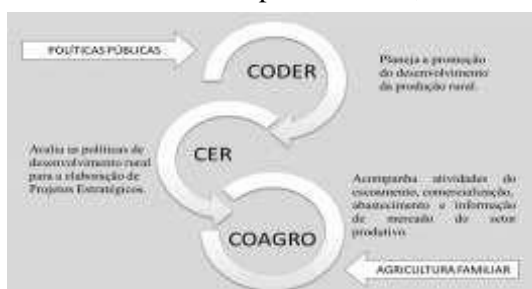 POLÍTICAS PÚBLICAS
CODER
Planeja a promoção
do desenvolvimento
da produção rural.
Avalia as políticas de
desenvolvimento rural
para a elaboração de
Projetos Estratégicos.
CER
Acompanha atividades do
escoamento, comercialização,
abastecimento e informação
de mercado do setor
produtivo
COAGRO
AGRICULTURA FAMILIAR